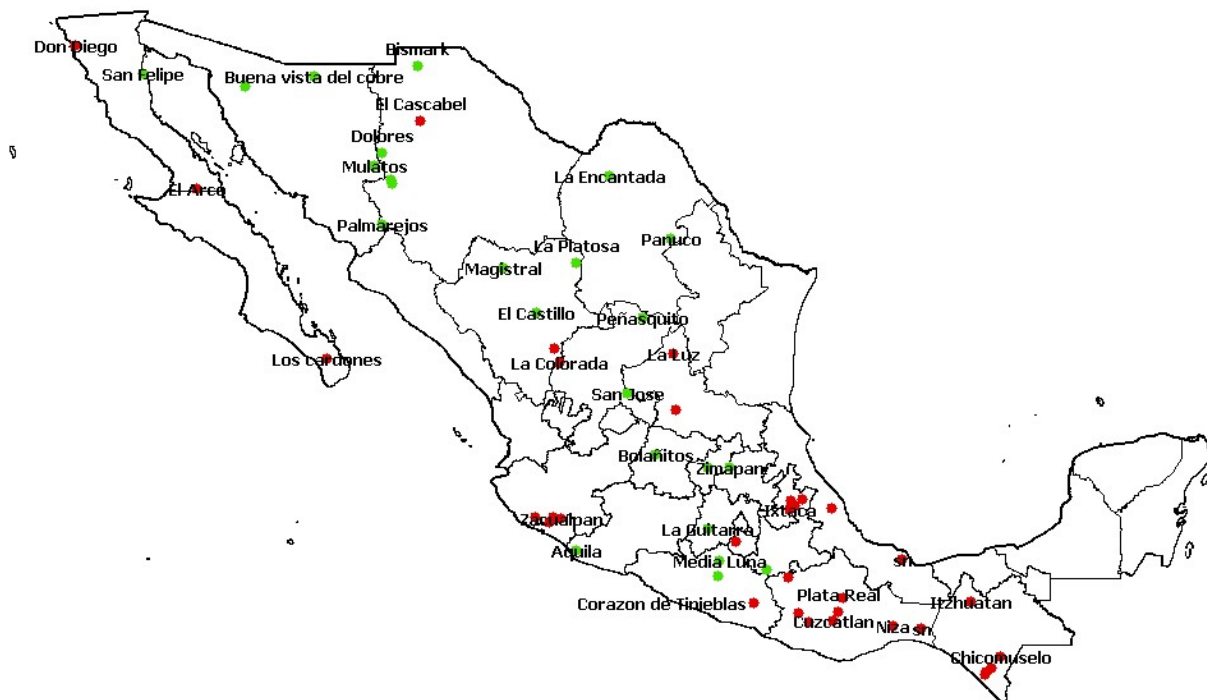 Don Diego
San Felipe
Buena vista del cobre
Bismark
El Cascabel
Dolores
Mulatos
El Arco
La Encantada
Palmarejos
Panuco
La Platosa
Magistral
El Castillo
Peñasquito
Los cardones
La Colorada
La Luz
San Jose
Bolañitos
Zimapan
Zacualpan
Ixtaca
La Guitarra
Aquila
Media Luna
sn
Corazon de Tinieblas
Plata Real
Itzhuatan
Cuzcatlan
Niza
sn
Chicomuselo